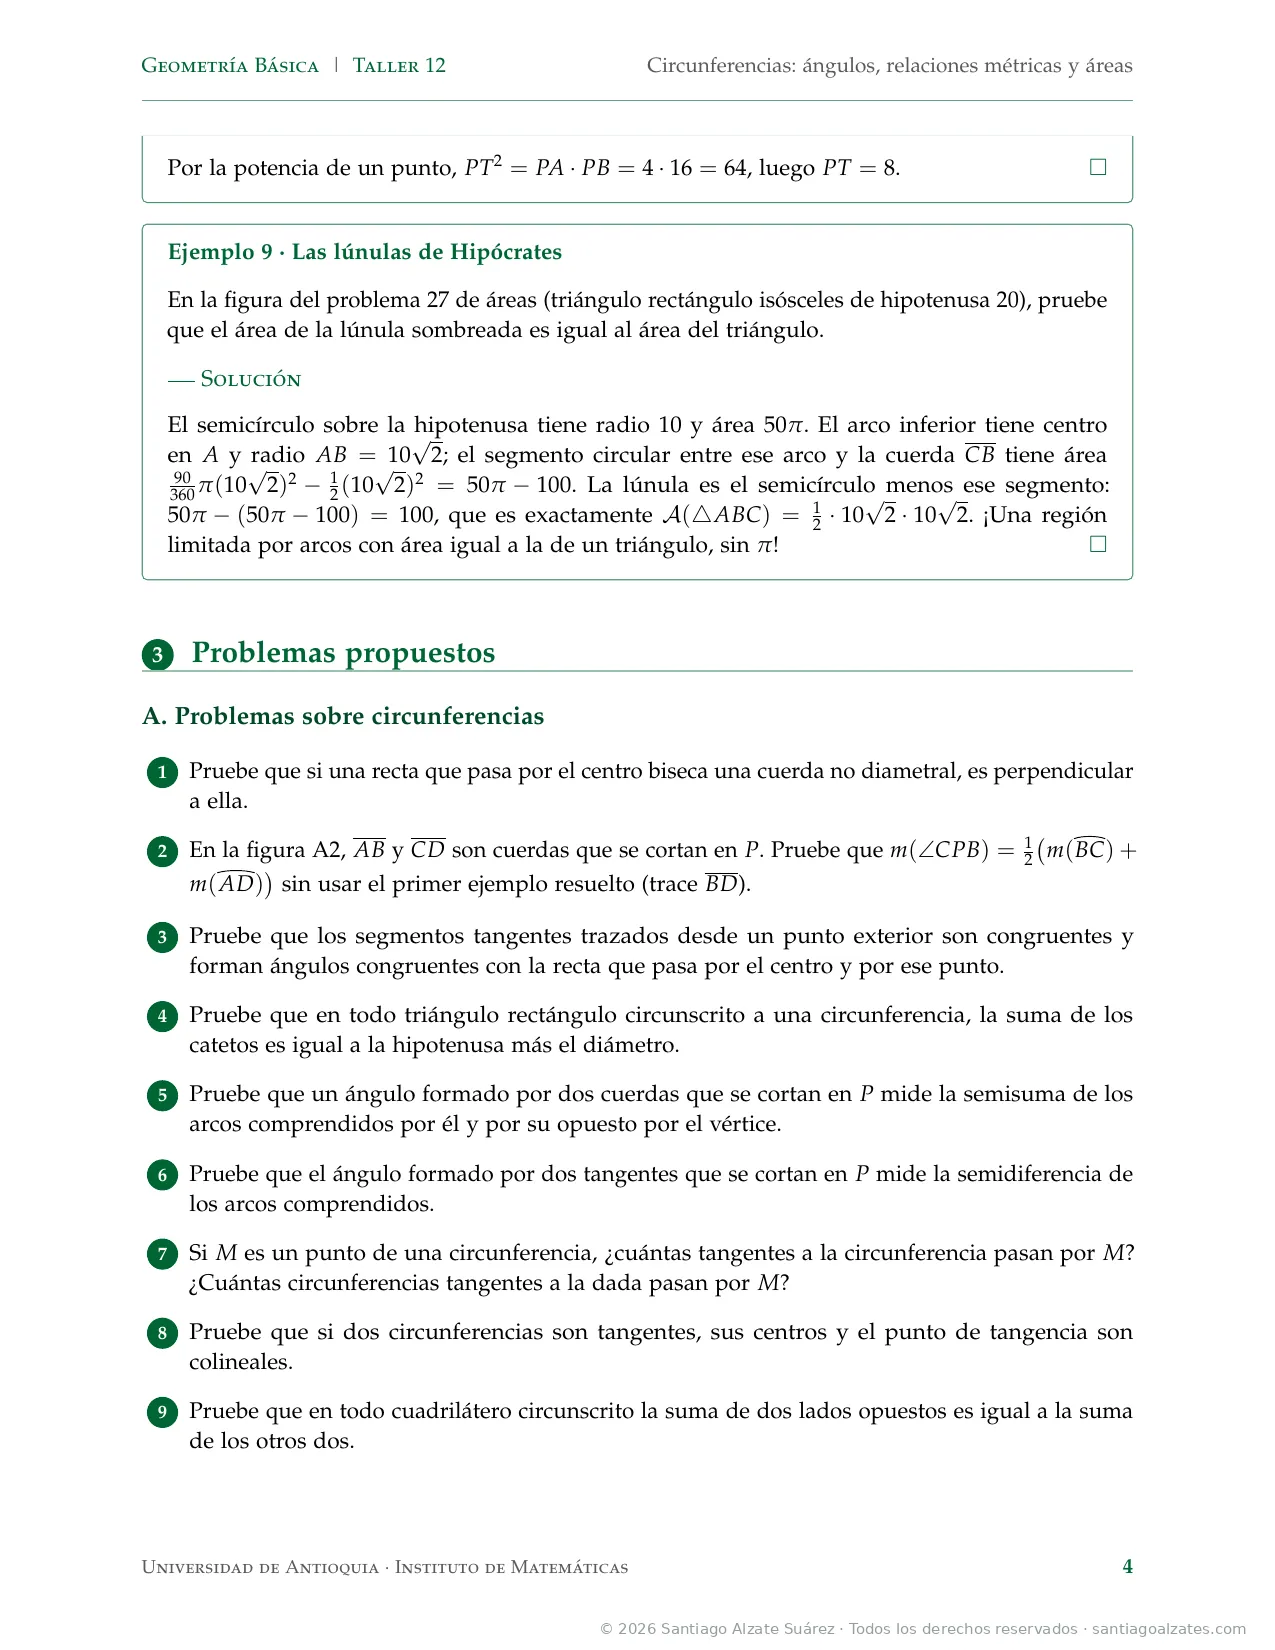 Geometría Básica | Taller 12
Circunferencias: ángulos, relaciones métricas y áreas
Por la potencia de un punto, PT² = PA · PB = 4 · 16 = 64, luego PT = 8. □
Ejemplo 9 · Las lúnulas de Hipócrates
En la figura del problema 27 de áreas (triángulo rectángulo isósceles de hipotenusa 20), pruebe
que el área de la lúnula sombreada es igual al área del triángulo.
— Solución
El semicírculo sobre la hipotenusa tiene radio 10 y área 50π. El arco inferior tiene centro
en A y radio AB = 10√2; el segmento circular entre ese arco y la cuerda \overline{CB} tiene área
\frac{90}{360}π(10√2)² − \frac{1}{2}(10√2)² = 50π − 100. La lúnula es el semicírculo menos ese segmento:
50π − (50π − 100) = 100, que es exactamente 𝒜(△ABC) = \frac{1}{2} · 10√2 · 10√2. ¡Una región
limitada por arcos con área igual a la de un triángulo, sin π! □
3 Problemas propuestos
A. Problemas sobre circunferencias
1 Pruebe que si una recta que pasa por el centro biseca una cuerda no diametral, es perpendicular
a ella.
2 En la figura A2, \overline{AB} y \overline{CD} son cuerdas que se cortan en P. Pruebe que m(∠CPB) = \frac{1}{2}(m(\widehat{BC}) +
m(\widehat{AD})) sin usar el primer ejemplo resuelto (trace \overline{BD}).
3 Pruebe que los segmentos tangentes trazados desde un punto exterior son congruentes y
forman ángulos congruentes con la recta que pasa por el centro y por ese punto.
4 Pruebe que en todo triángulo rectángulo circunscrito a una circunferencia, la suma de los
catetos es igual a la hipotenusa más el diámetro.
5 Pruebe que un ángulo formado por dos cuerdas que se cortan en P mide la semisuma de los
arcos comprendidos por él y por su opuesto por el vértice.
6 Pruebe que el ángulo formado por dos tangentes que se cortan en P mide la semidiferencia de
los arcos comprendidos.
7 Si M es un punto de una circunferencia, ¿cuántas tangentes a la circunferencia pasan por M?
¿Cuántas circunferencias tangentes a la dada pasan por M?
8 Pruebe que si dos circunferencias son tangentes, sus centros y el punto de tangencia son
colineales.
9 Pruebe que en todo cuadrilátero circunscrito la suma de dos lados opuestos es igual a la suma
de los otros dos.
Universidad de Antioquia · Instituto de Matemáticas
4
© 2026 Santiago Alzate Suárez · Todos los derechos reservados · santiagoalzates.com